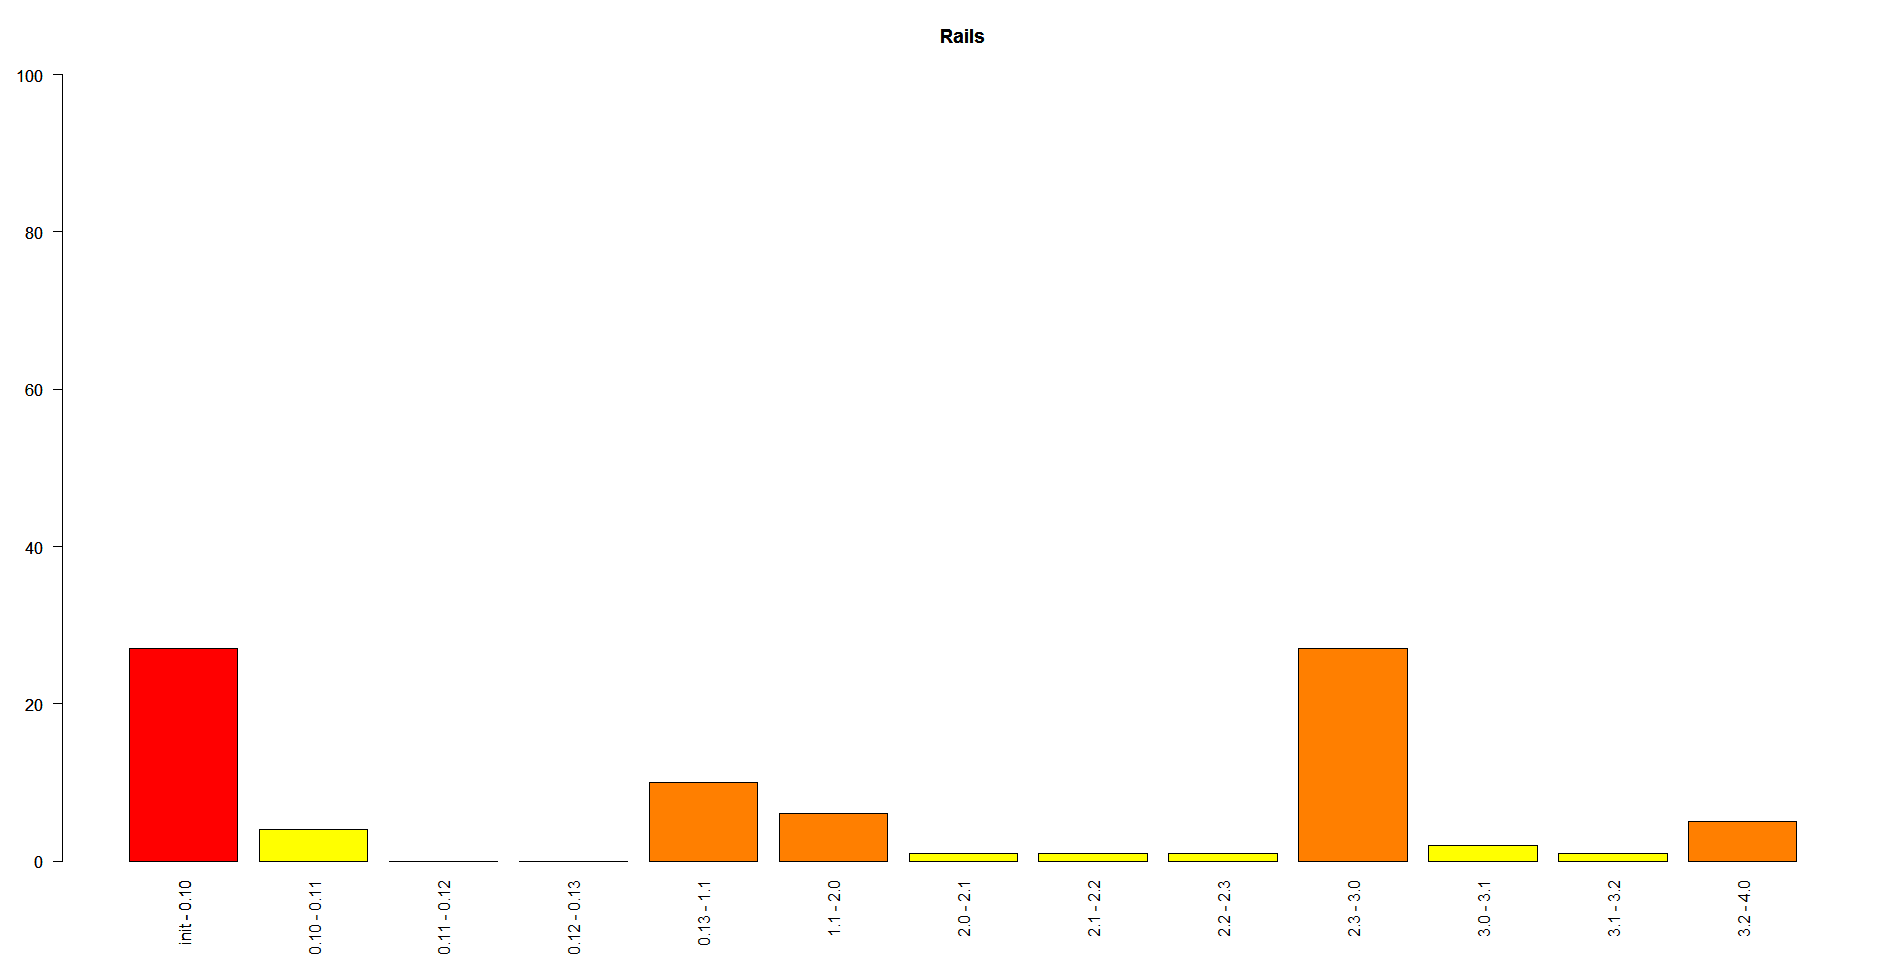 Rails
100
80
60
40
20
0
init - 0.10
0.10 - 0.11
0.11 - 0.12
0.12 - 0.13
0.13 - 1.1
1.1 - 2.0
2.0 - 2.1
2.1 - 2.2
2.2 - 2.3
2.3 - 3.0
3.0 - 3.1
3.1 - 3.2
3.2 - 4.0